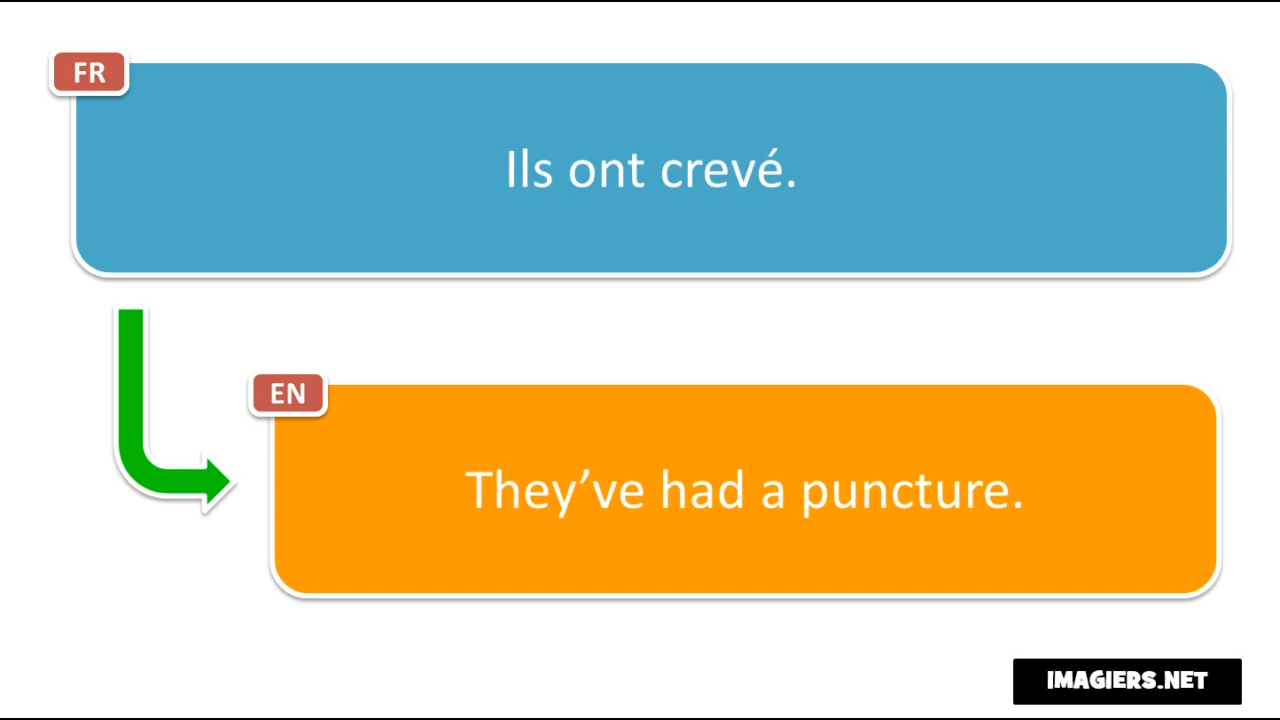 FR
Ils ont crevé.
EN
They’ve had a puncture.
IMAGIERS.NET